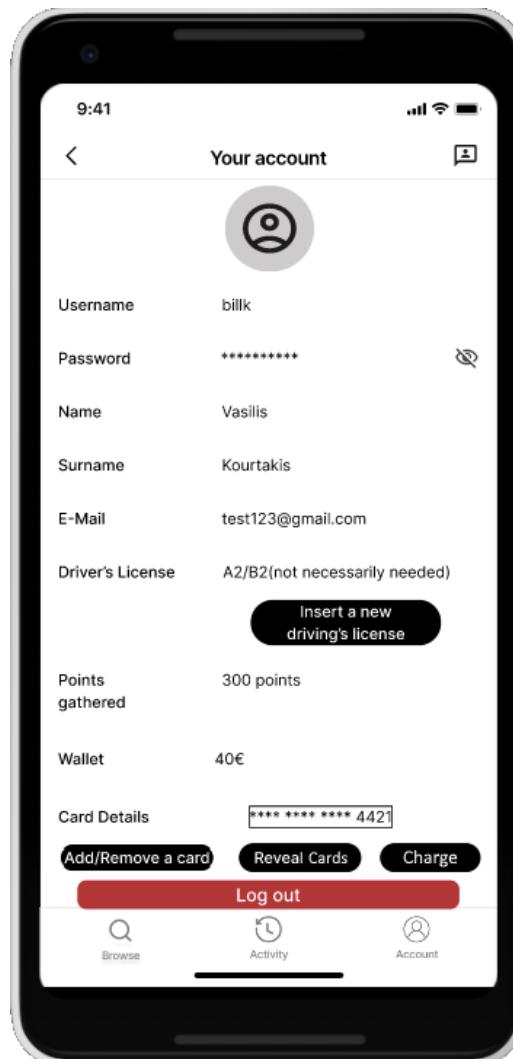 9:41
Your account
Username billk
Password **********
Name Vasilis
Surname Kourtakis
E-Mail test123@gmail.com
Driver's License A2/B2(not necessarily needed)
Insert a new
driving's license
Points 300 points
gathered
Wallet 40€
Card Details **** **** **** 4421
Add/Remove a card Reveal Cards Charge
Log out
Browse Activity Account